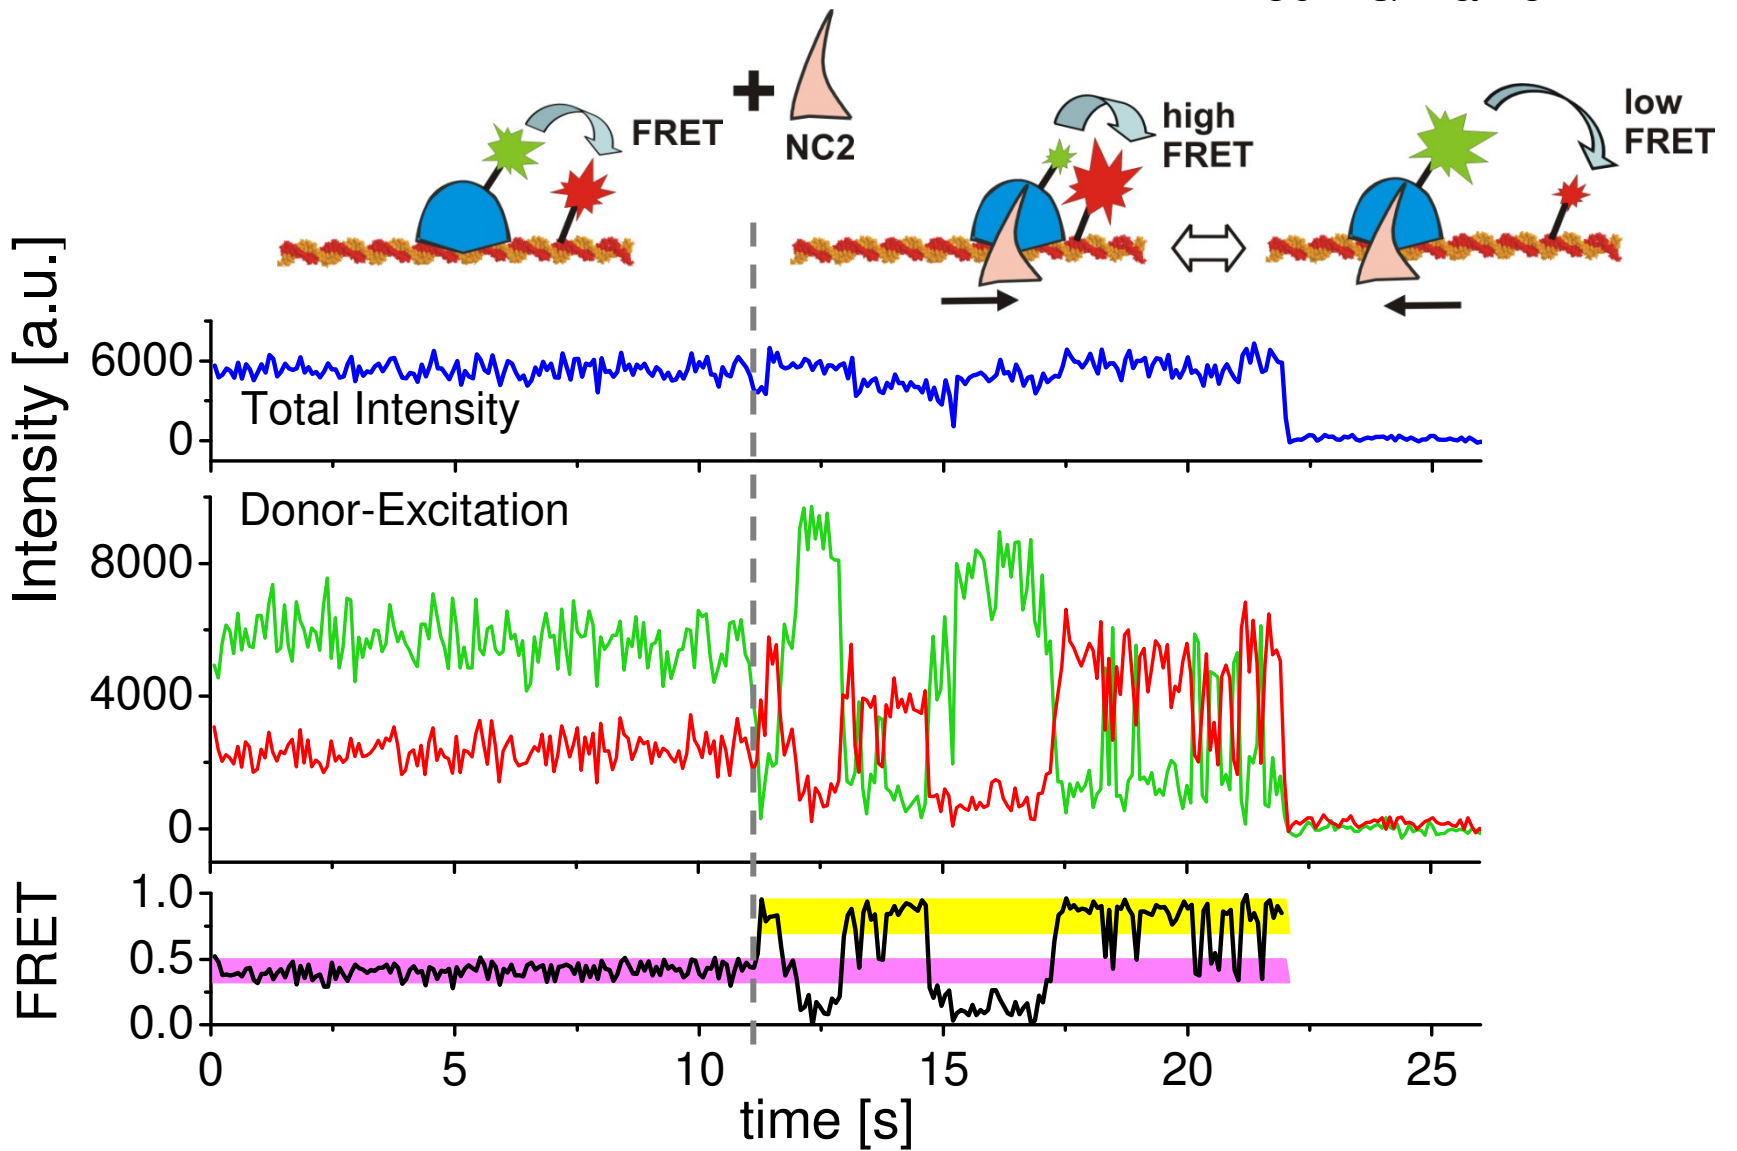 FRET
+
NC2
high
FRET
low
FRET
Intensity [a.u.]
6000
0
Total Intensity
Donor-Excitation
8000
4000
0
FRET
1.0
0.5
0.0
0 5 10 15 20 25
time [s]